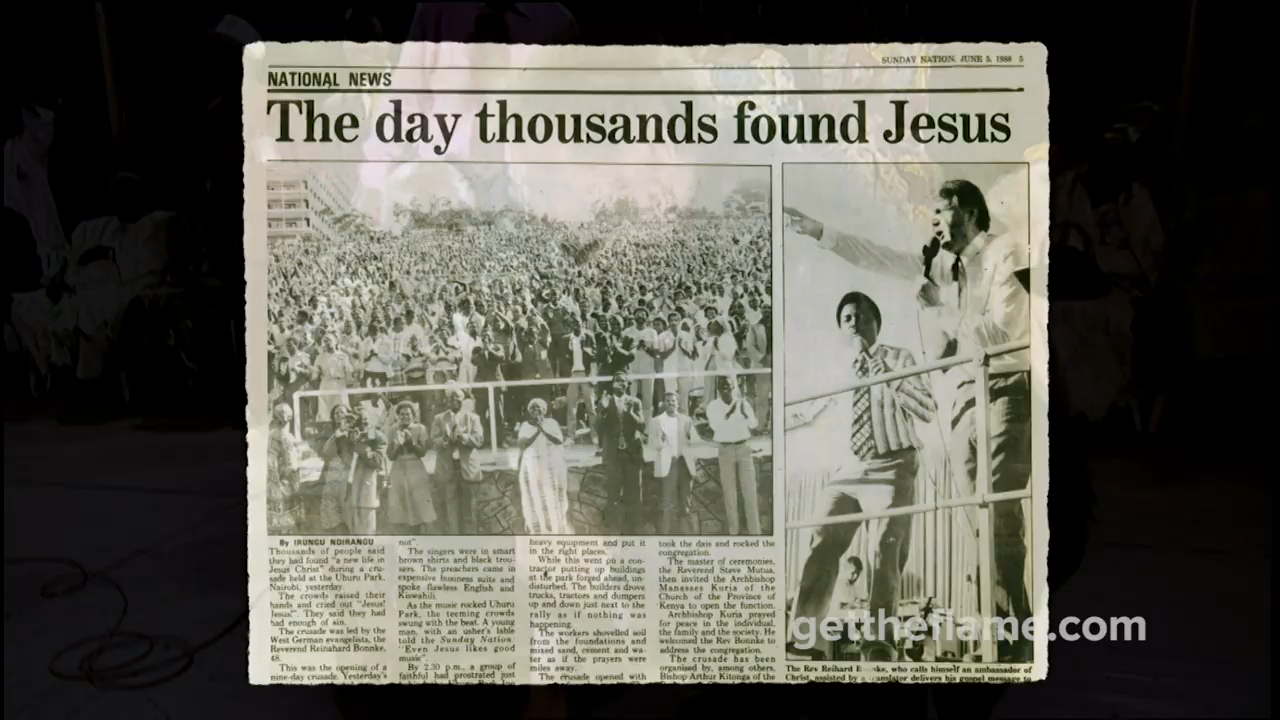 SUNDAY NATION, JUNE 5, 1988 5
NATIONAL NEWS
The day thousands found Jesus
By IRUNGU NDIRANGU
Thousands of people said
they had found "a new life in
Jesus Christ" during a cru-
sade held at the Uhuru Park,
Nairobi, yesterday.
The crowds raised their
hands and cried out "Jesus!
Jesus!". They said they had
had enough of sin.
The crusade was led by the
West German evangelists, the
Reverend Reinahard Bonnke,
48.
This was the opening of a
nine-day crusade. Yesterday's
not".
The singers were in smart
brown shirts and black trou-
sers. The preachers came in
expensive business suits and
spoke flawless English and
Kiswahili.
As the music rocked Uhuru
Park, the teeming crowds
swung with the beat. A young
man, with an usher's lable
told the Sunday Nation:
"Even Jesus likes good
music".
By 2.30 p.m., a group of
faithful had prostrast just
heavy equipment and put it
in the right places.
While this went on a con-
tractor putting up buildings
at the park forged ahead, un-
disturbed. The builders drove
trucks, tractors and dumpers
up and down just next to the
rally as if nothing was
happening.
The workers shovelled soil
from the foundations and
mixed sand, cement and wa-
ter as if the prayers were
miles away.
The crusade opened with
took the dais and rocked the
congregation.
The master of ceremonies,
the Reverend Steve Mutua,
then invited the Archbishop
Manasses Kuria of the
Church of the Province of
Kenya to open the function.
Archbishop Kuria prayed
for peace in the individual,
the family and the society. He
welcomed the Rev Bonnke to
address the congregation.
The crusade has been
organised by, among others,
Bishop Arthur Kitonga of the
The Rev Reihard Bonnke, who calls himself an ambassador of
Christ, assisted by a translator delivers his gospel message to
gettheflame.com